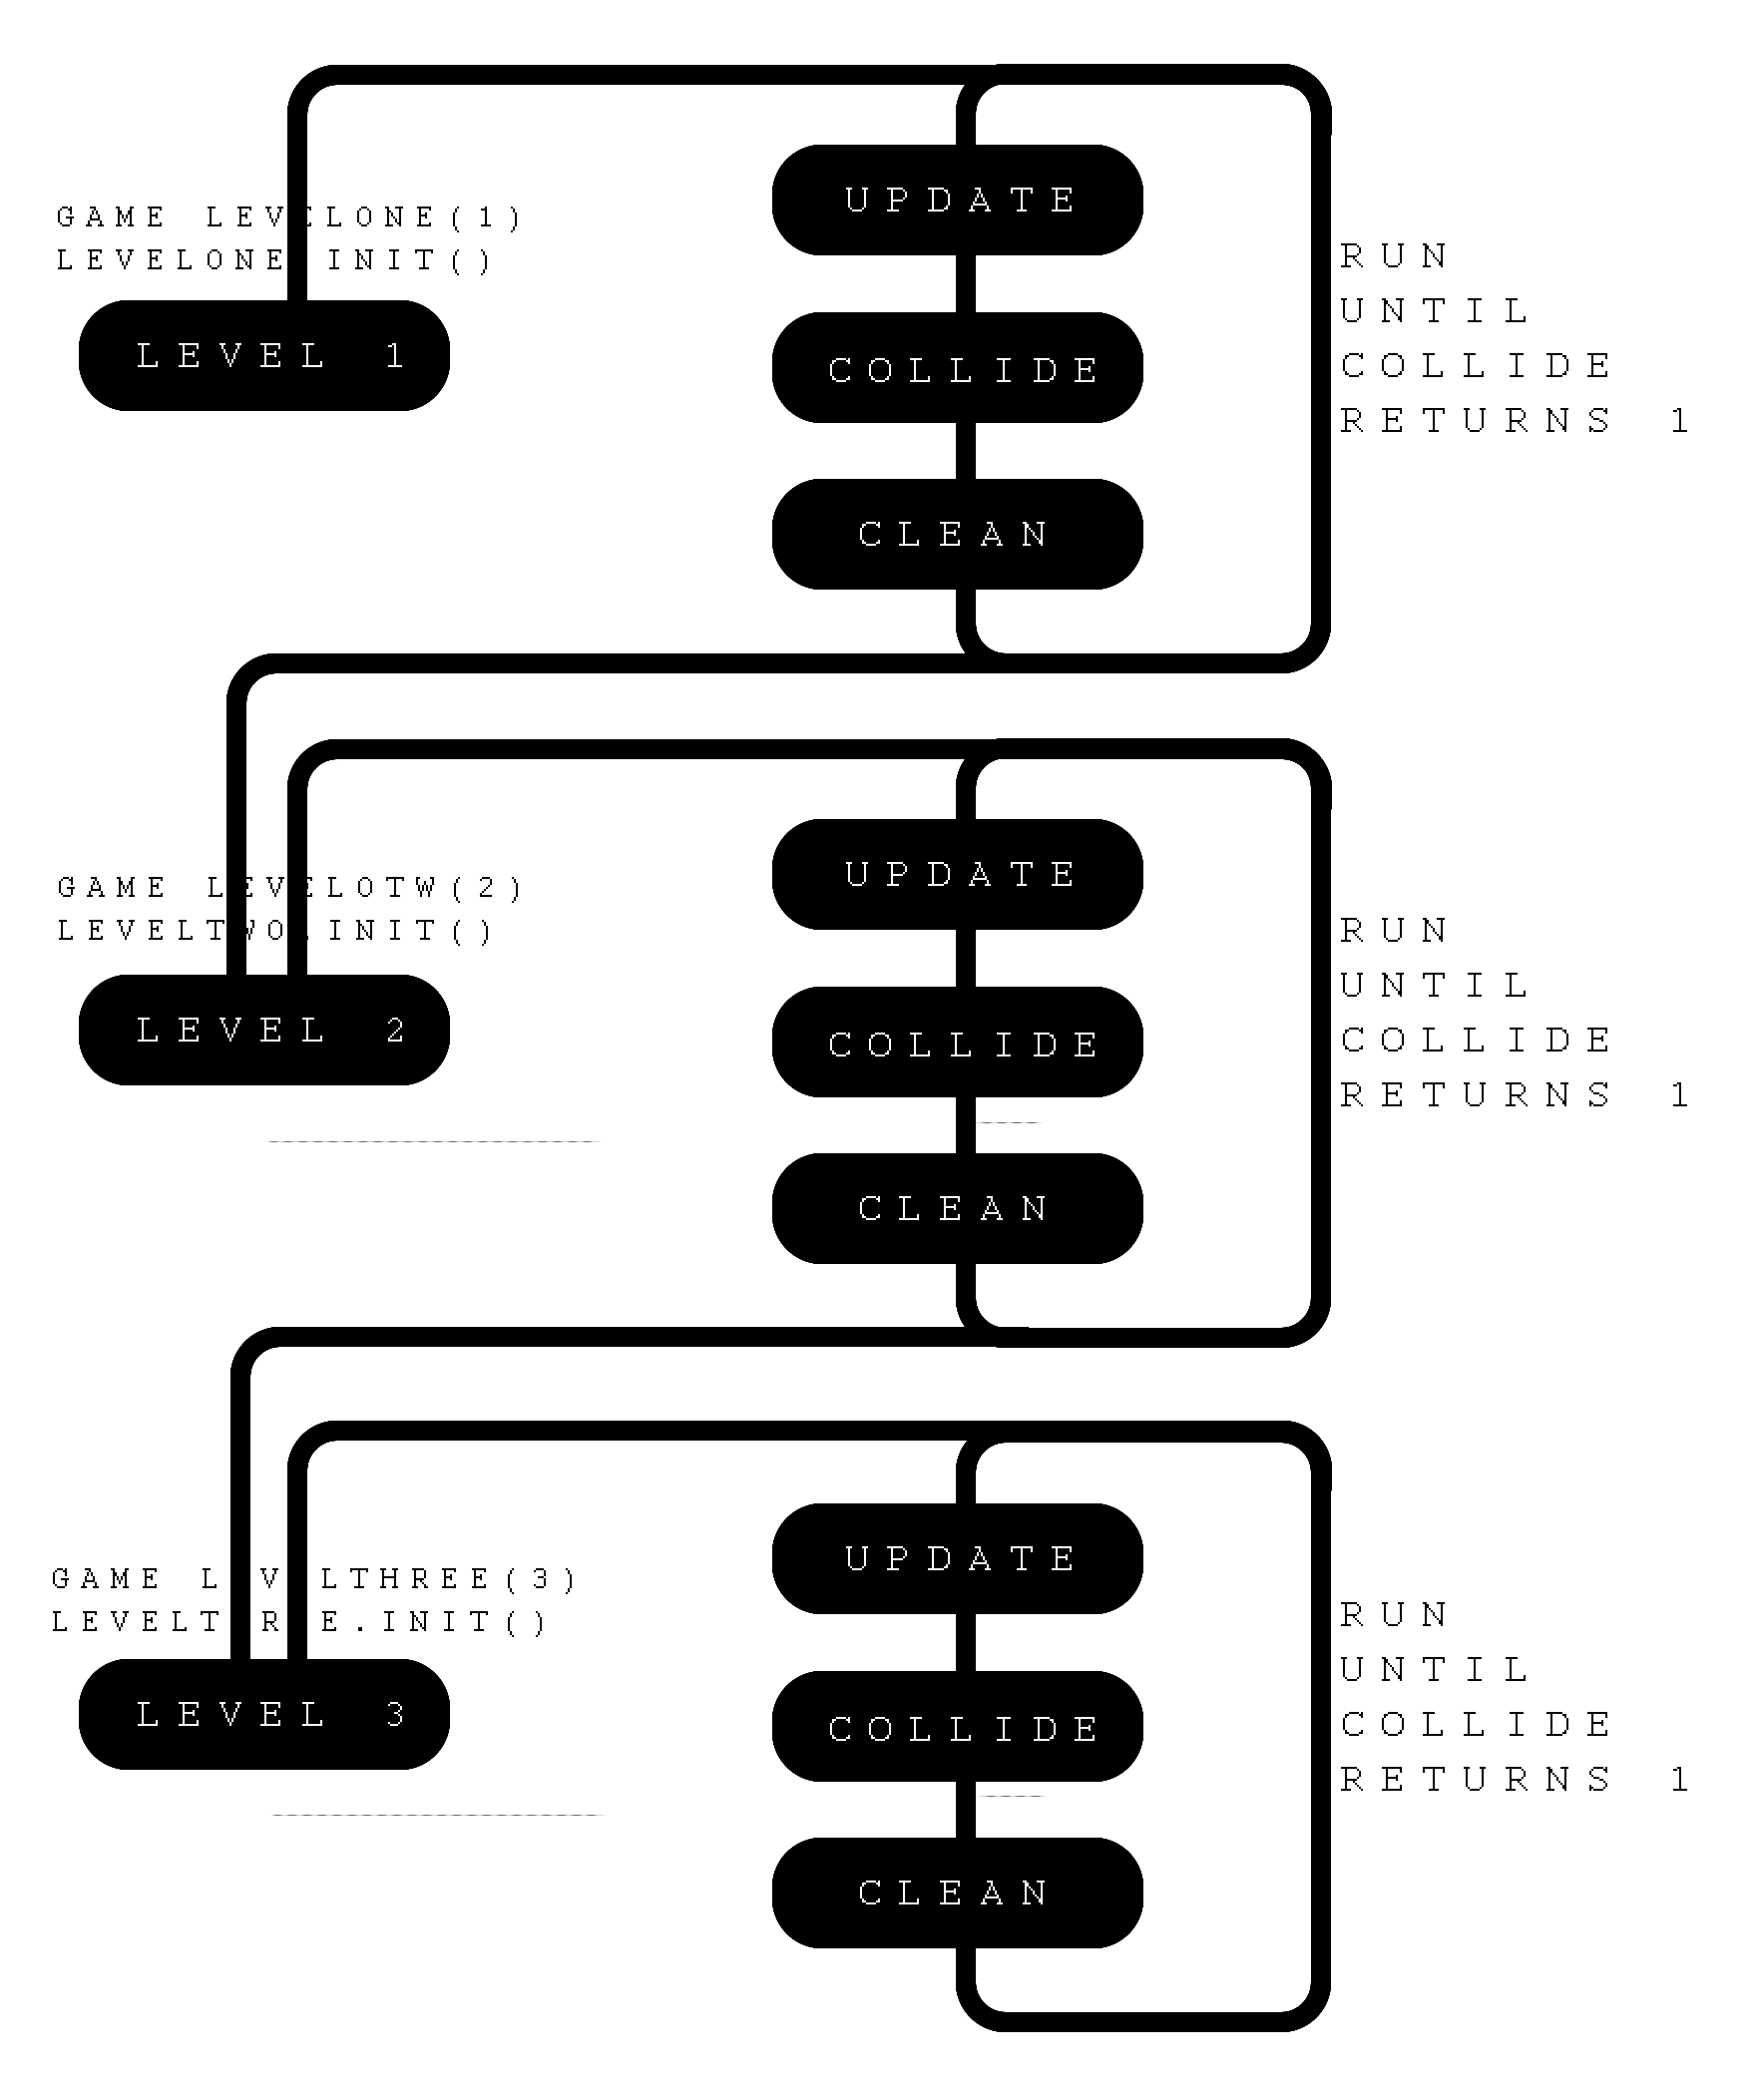 UPDATE
GAME LEVELONE(1)
LEVELONE.INIT()
RUN
UNTIL
COLLIDE
RETURNS 1
LEVEL 1
COLLIDE
CLEAN
UPDATE
GAME LEVELOTW(2)
LEVELTWO.INIT()
RUN
UNTIL
COLLIDE
RETURNS 1
LEVEL 2
COLLIDE
CLEAN
UPDATE
GAME LEVELTHREE(3)
LEVELTHREE.INIT()
RUN
UNTIL
COLLIDE
RETURNS 1
LEVEL 3
COLLIDE
CLEAN